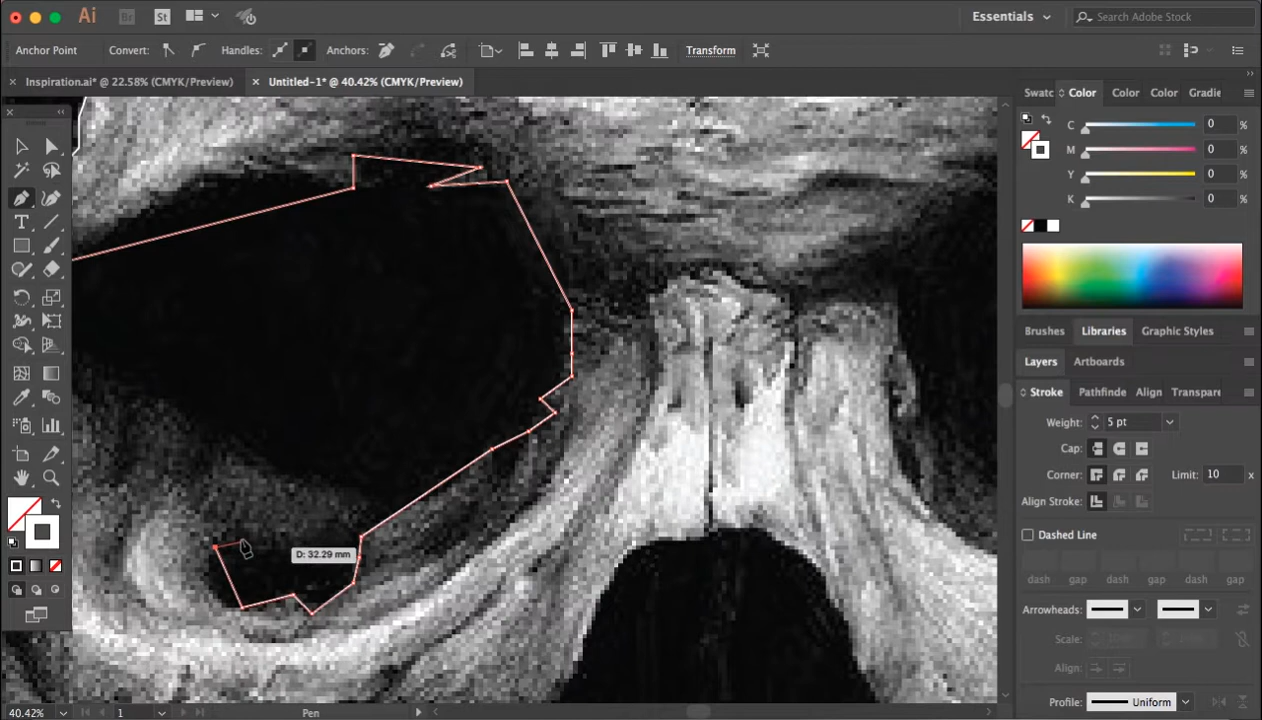 Ai Br St Essentials Search Adobe Stock
Anchor Point Convert: Handles: Anchors: Transform
× Inspiration.ai* @ 22.58% (CMYK/Preview) × Untitled-1* @ 40.42% (CMYK/Preview)
Swatc Color Color Color Gradie
C 0 %
M 0 %
Y 0 %
K 0 %
Brushes Libraries Graphic Styles
Layers Artboards
Stroke Pathfinde Align Transpare
Weight: 5 pt
Cap:
Corner: Limit: 10 x
Align Stroke:
Dashed Line
dash gap dash gap dash gap
Arrowheads:
Scale:
Align:
Profile: Uniform
D: 32.29 mm
40.42% 1 Pen